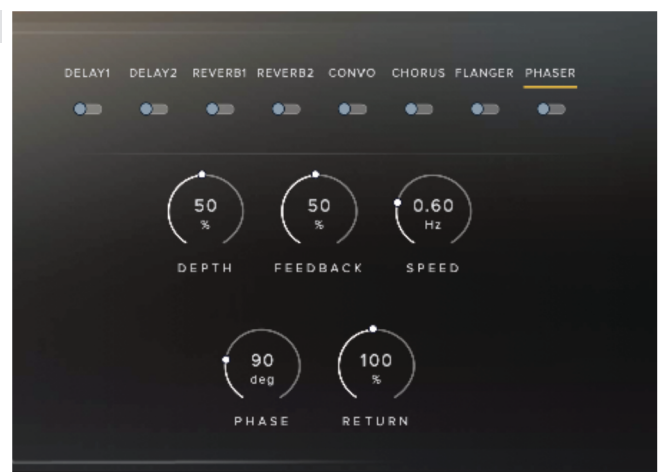 DELAY1 DELAY2 REVERB1 REVERB2 CONVO CHORUS FLANGER PHASER
50 50 0.60
% % Hz
DEPTH FEEDBACK SPEED
90 100
deg %
PHASE RETURN